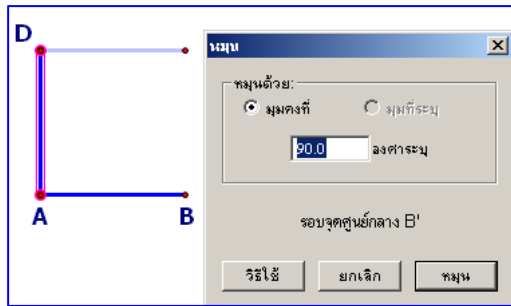 D
A
B
หมุน
หมุนด้วย:
มุมคงที่
มุมที่ระบุ
90.0
องศาระบุ
รอบจุดศูนย์กลาง B'
วิธีใช้
ยกเลิก
หมุน